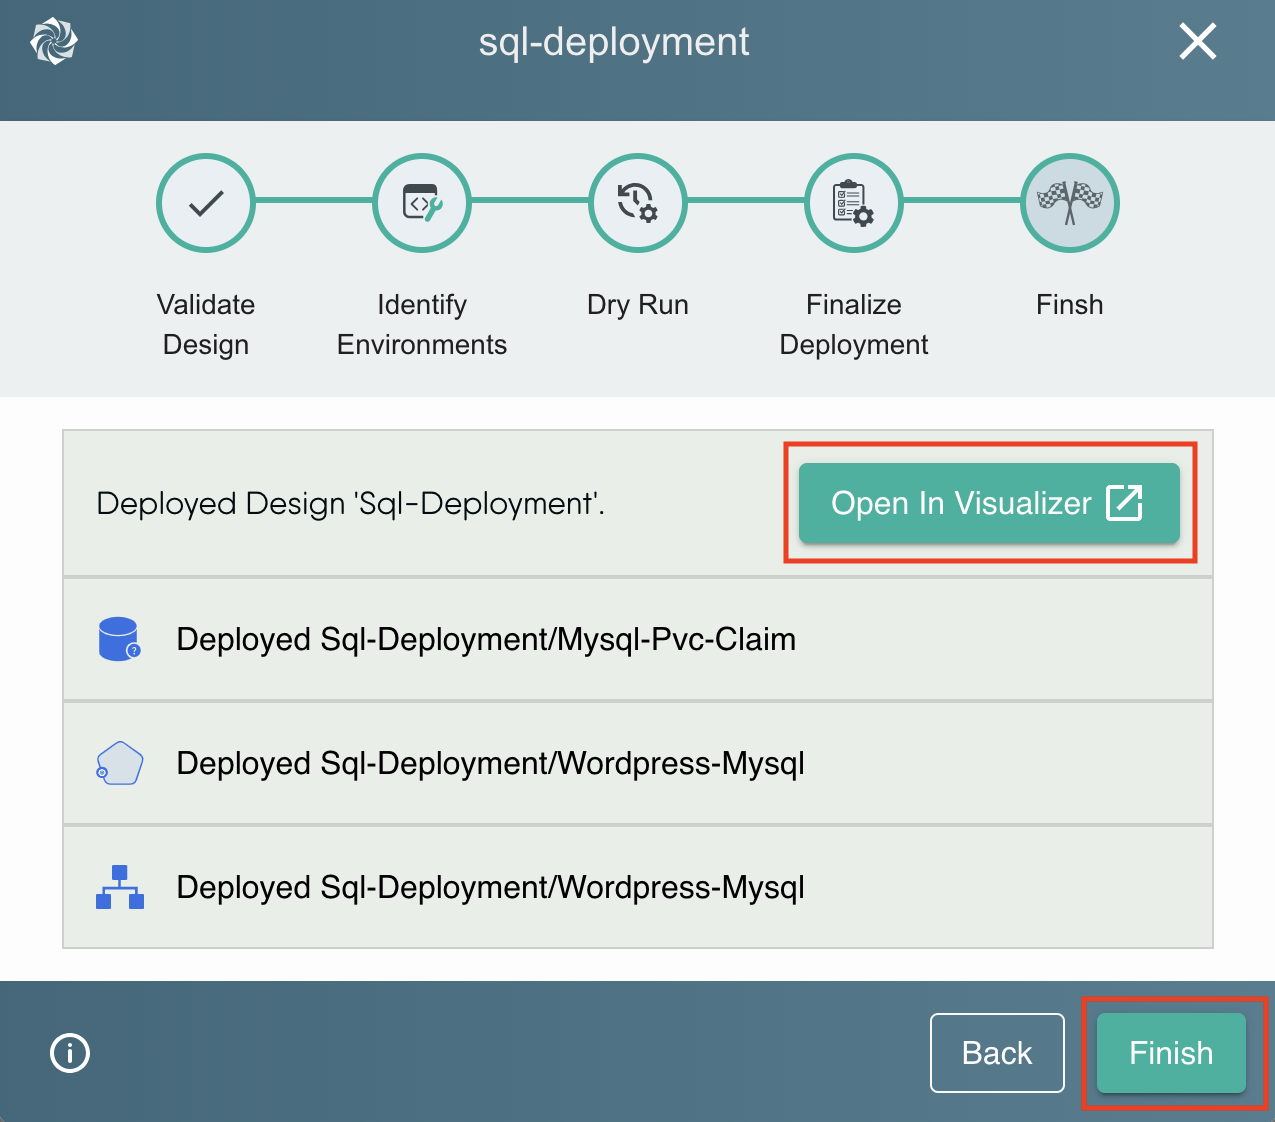 sql-deployment
Validate
Design
Identify
Environments
Dry Run
Finalize
Deployment
Finsh
Deployed Design 'Sql-Deployment'.
Open In Visualizer
Deployed Sql-Deployment/Mysql-Pvc-Claim
Deployed Sql-Deployment/Wordpress-Mysql
Deployed Sql-Deployment/Wordpress-Mysql
Back
Finish